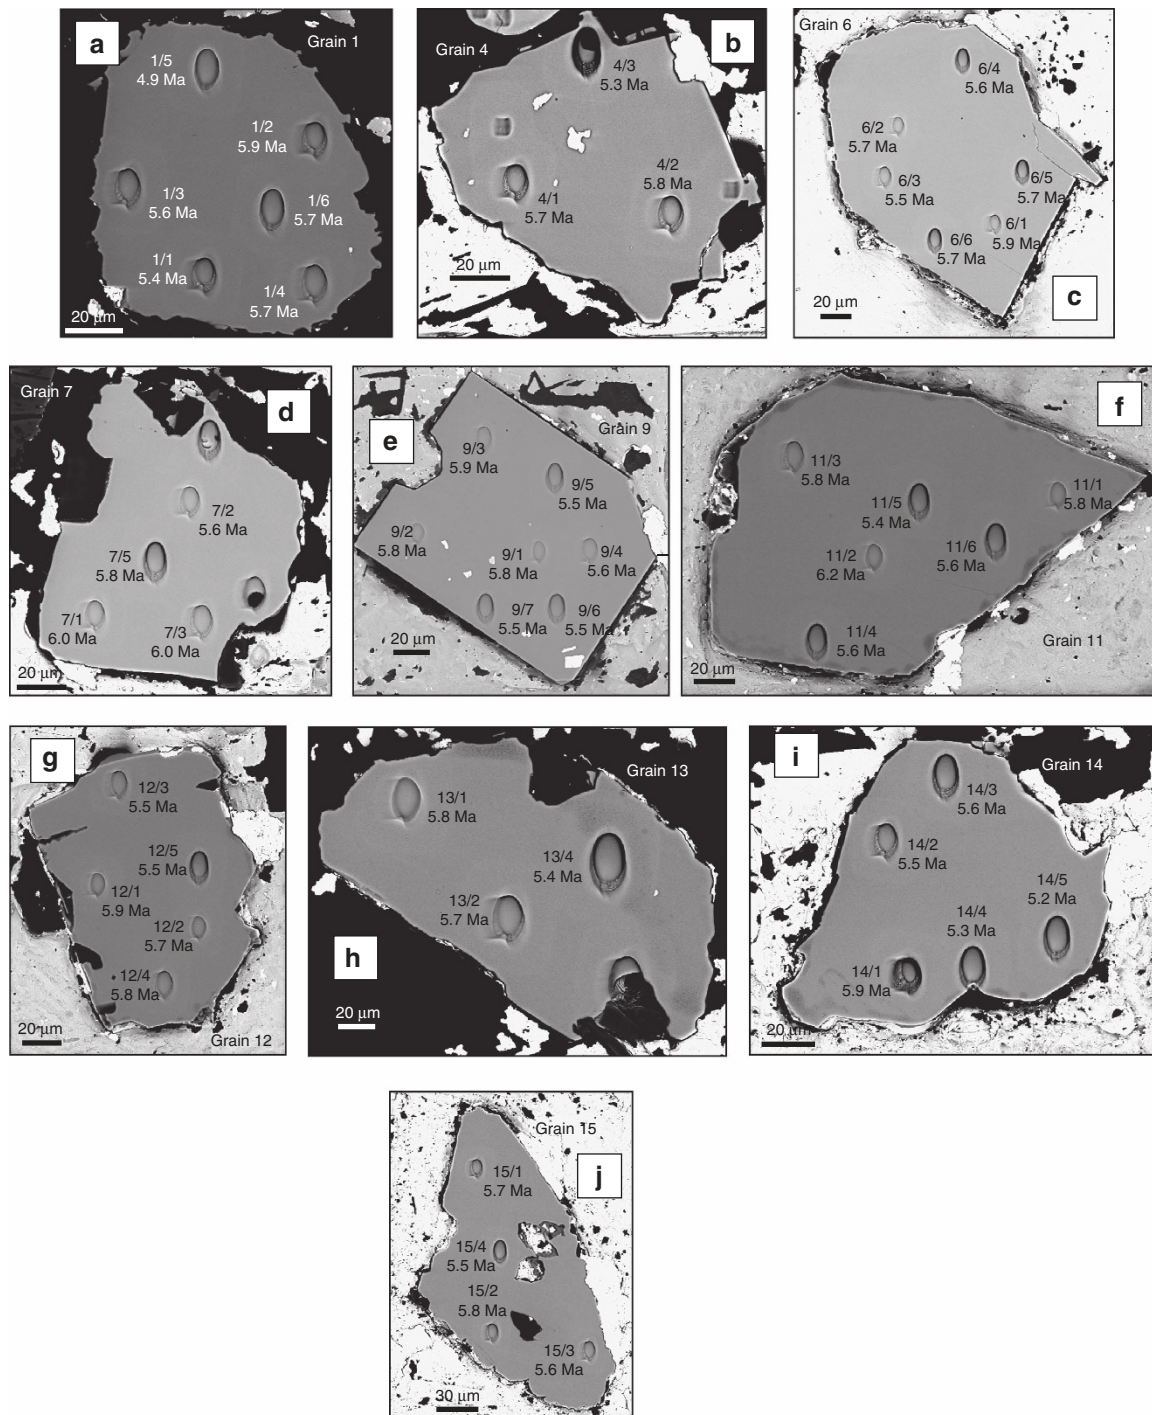 a
Grain 1
1/5
4.9 Ma
1/2
5.9 Ma
1/3
5.6 Ma
1/6
5.7 Ma
1/1
5.4 Ma
1/4
5.7 Ma
20 µm
b
Grain 4
4/3
5.3 Ma
4/2
5.8 Ma
4/1
5.7 Ma
20 µm
Grain 6
6/4
5.6 Ma
6/2
5.7 Ma
6/3
5.5 Ma
6/5
5.7 Ma
6/1
5.9 Ma
6/6
5.7 Ma
20 µm
c
Grain 7
d
7/2
5.6 Ma
7/5
5.8 Ma
7/1
6.0 Ma
7/3
6.0 Ma
20 µm
e
Grain 9
9/3
5.9 Ma
9/5
5.5 Ma
9/2
5.8 Ma
9/1
5.8 Ma
9/4
5.6 Ma
9/7
5.5 Ma
9/6
5.5 Ma
20 µm
f
11/3
5.8 Ma
11/5
5.4 Ma
11/1
5.8 Ma
11/2
6.2 Ma
11/6
5.6 Ma
11/4
5.6 Ma
20 µm
Grain 11
g
12/3
5.5 Ma
12/5
5.5 Ma
12/1
5.9 Ma
12/2
5.7 Ma
12/4
5.8 Ma
20 µm
Grain 12
Grain 13
13/1
5.8 Ma
13/4
5.4 Ma
13/2
5.7 Ma
h
20 µm
i
Grain 14
14/3
5.6 Ma
14/2
5.5 Ma
14/5
5.2 Ma
14/4
5.3 Ma
14/1
5.9 Ma
20 µm
Grain 15
j
15/1
5.7 Ma
15/4
5.5 Ma
15/2
5.8 Ma
15/3
5.6 Ma
30 µm